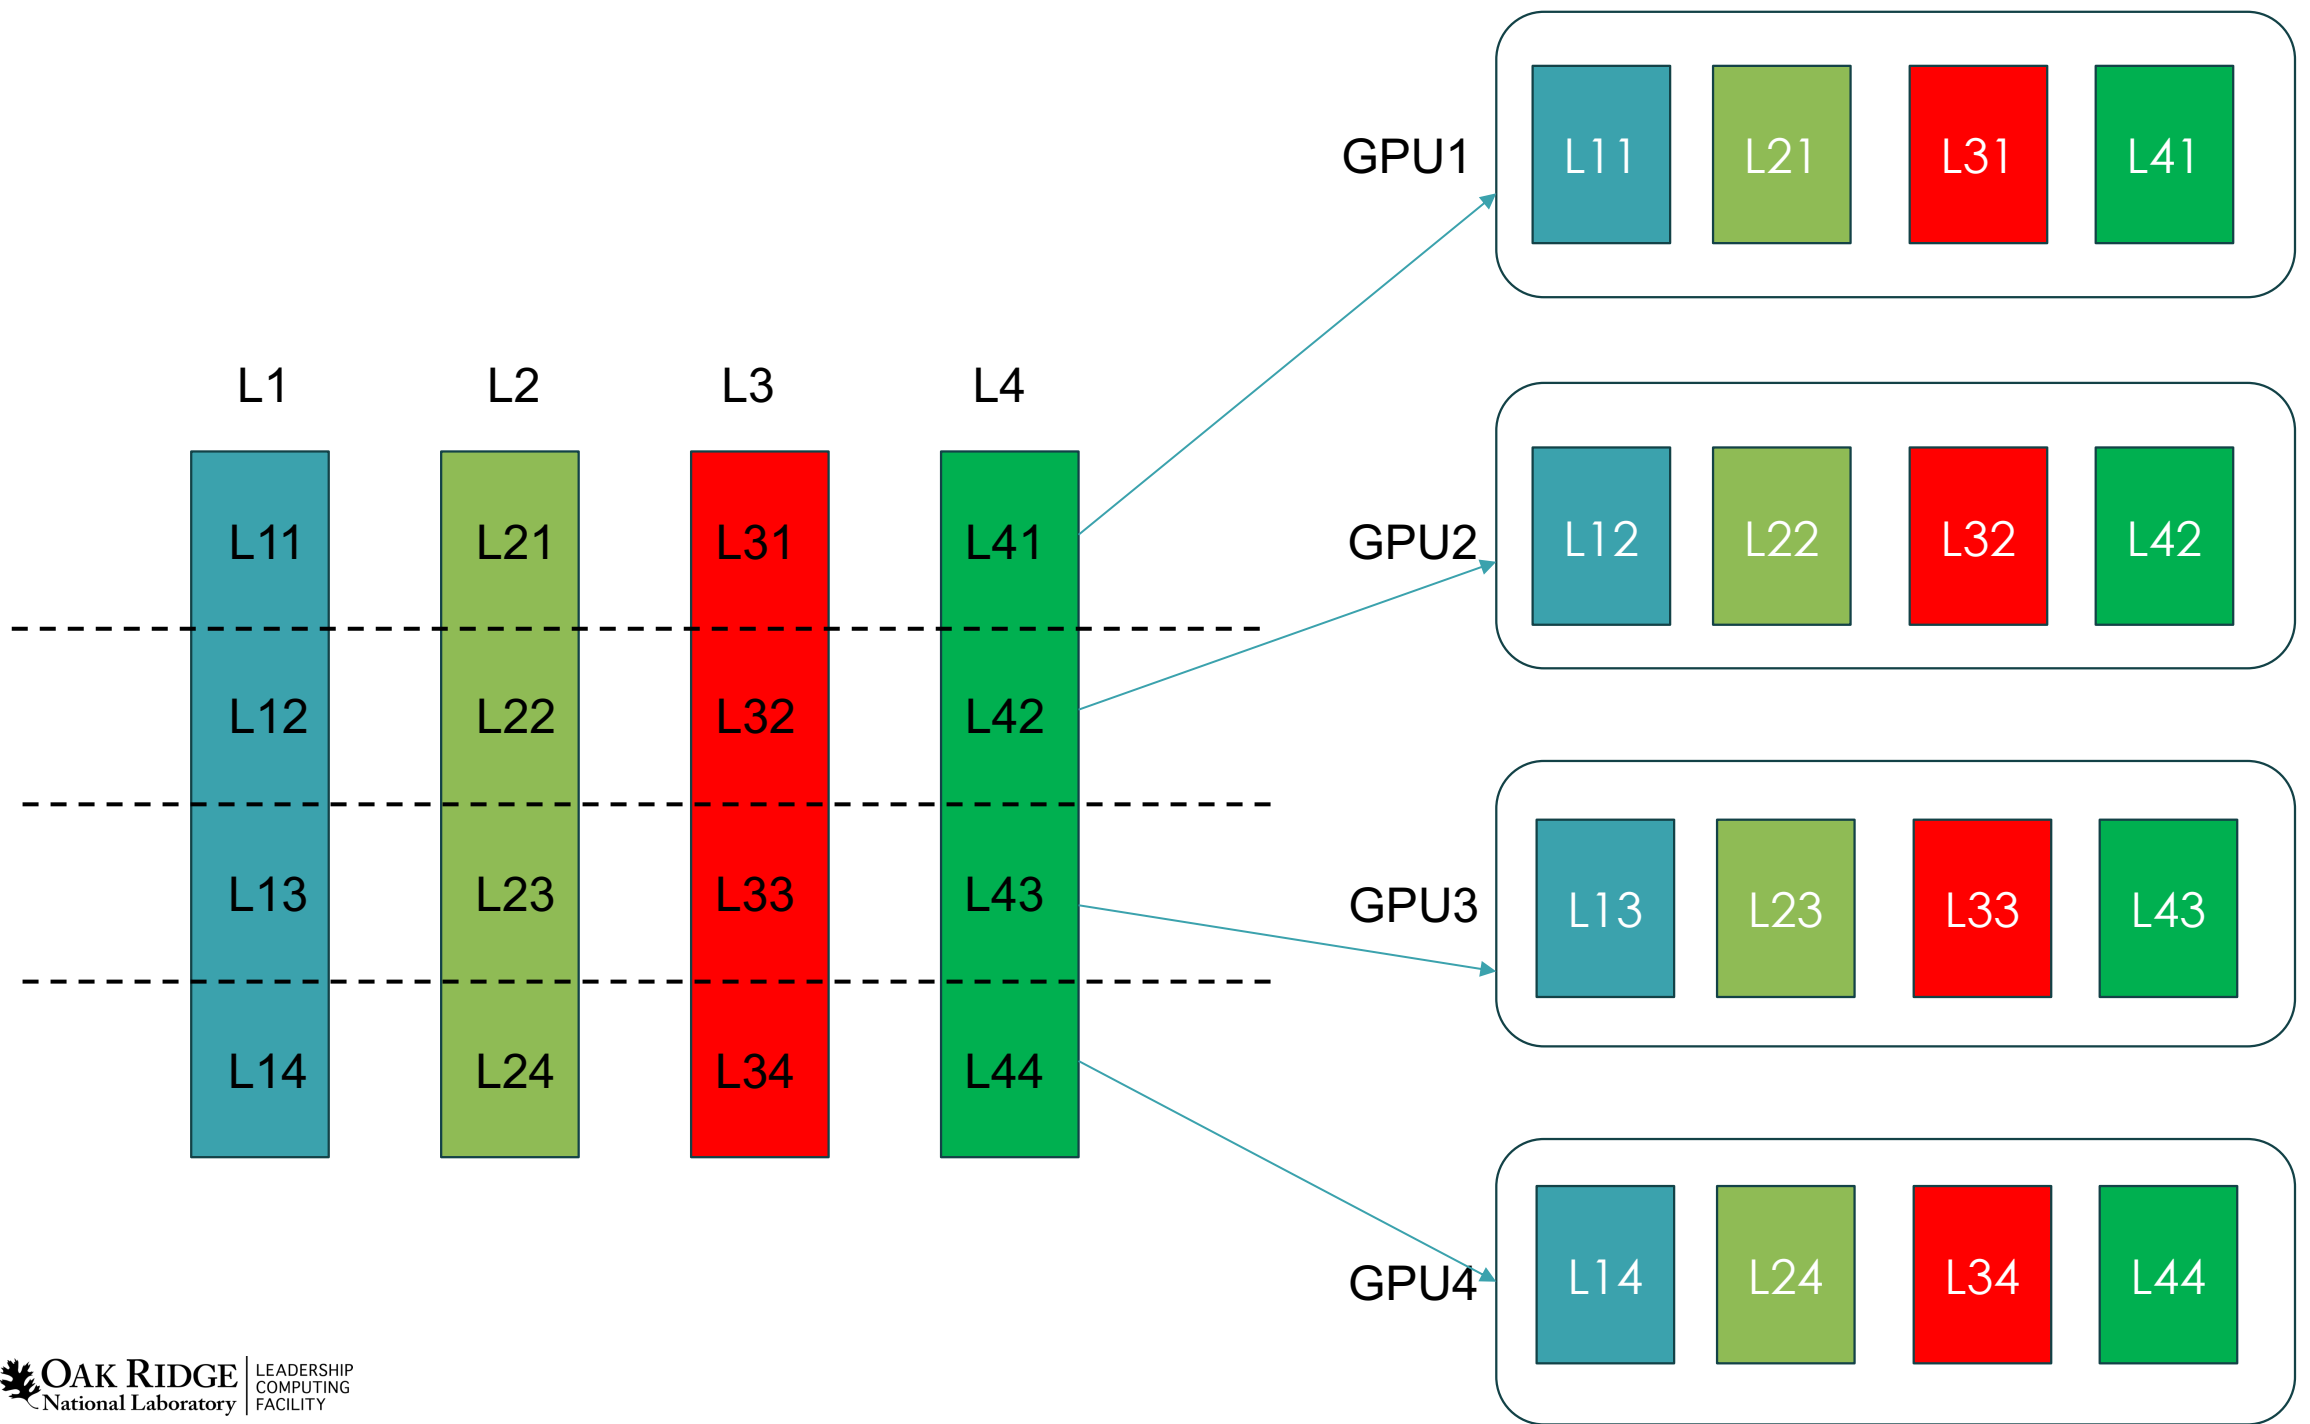 L1 L2 L3 L4
L11 L21 L31 L41
L12 L22 L32 L42
L13 L23 L33 L43
L14 L24 L34 L44
GPU1
L11 L21 L31 L41
GPU2
L12 L22 L32 L42
GPU3
L13 L23 L33 L43
GPU4
L14 L24 L34 L44
OAK RIDGE
National Laboratory
LEADERSHIP
COMPUTING
FACILITY